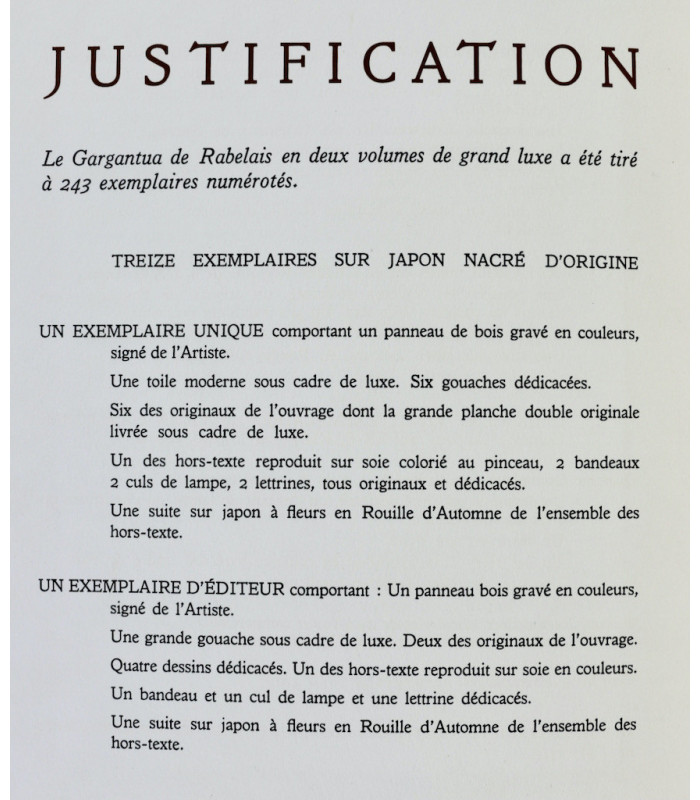 JUSTIFICATION
Le Gargantua de Rabelais en deux volumes de grand luxe a été tiré
à 243 exemplaires numérotés.
TREIZE EXEMPLAIRES SUR JAPON NACRÉ D'ORIGINE
UN EXEMPLAIRE UNIQUE comportant un panneau de bois gravé en couleurs,
signé de l'Artiste.
Une toile moderne sous cadre de luxe. Six gouaches dédicacées.
Six des originaux de l'ouvrage dont la grande planche double originale
livrée sous cadre de luxe.
Un des hors-texte reproduit sur soie colorié au pinceau, 2 bandeaux
2 culs de lampe, 2 lettrines, tous originaux et dédicacés.
Une suite sur japon à fleurs en Rouille d'Automne de l'ensemble des
hors-texte.
UN EXEMPLAIRE D'ÉDITEUR comportant : Un panneau bois gravé en couleurs,
signé de l'Artiste.
Une grande gouache sous cadre de luxe. Deux des originaux de l'ouvrage.
Quatre dessins dédicacés. Un des hors-texte reproduit sur soie en couleurs.
Un bandeau et un cul de lampe et une lettrine dédicacés.
Une suite sur japon à fleurs en Rouille d'Automne de l'ensemble des
hors-texte.